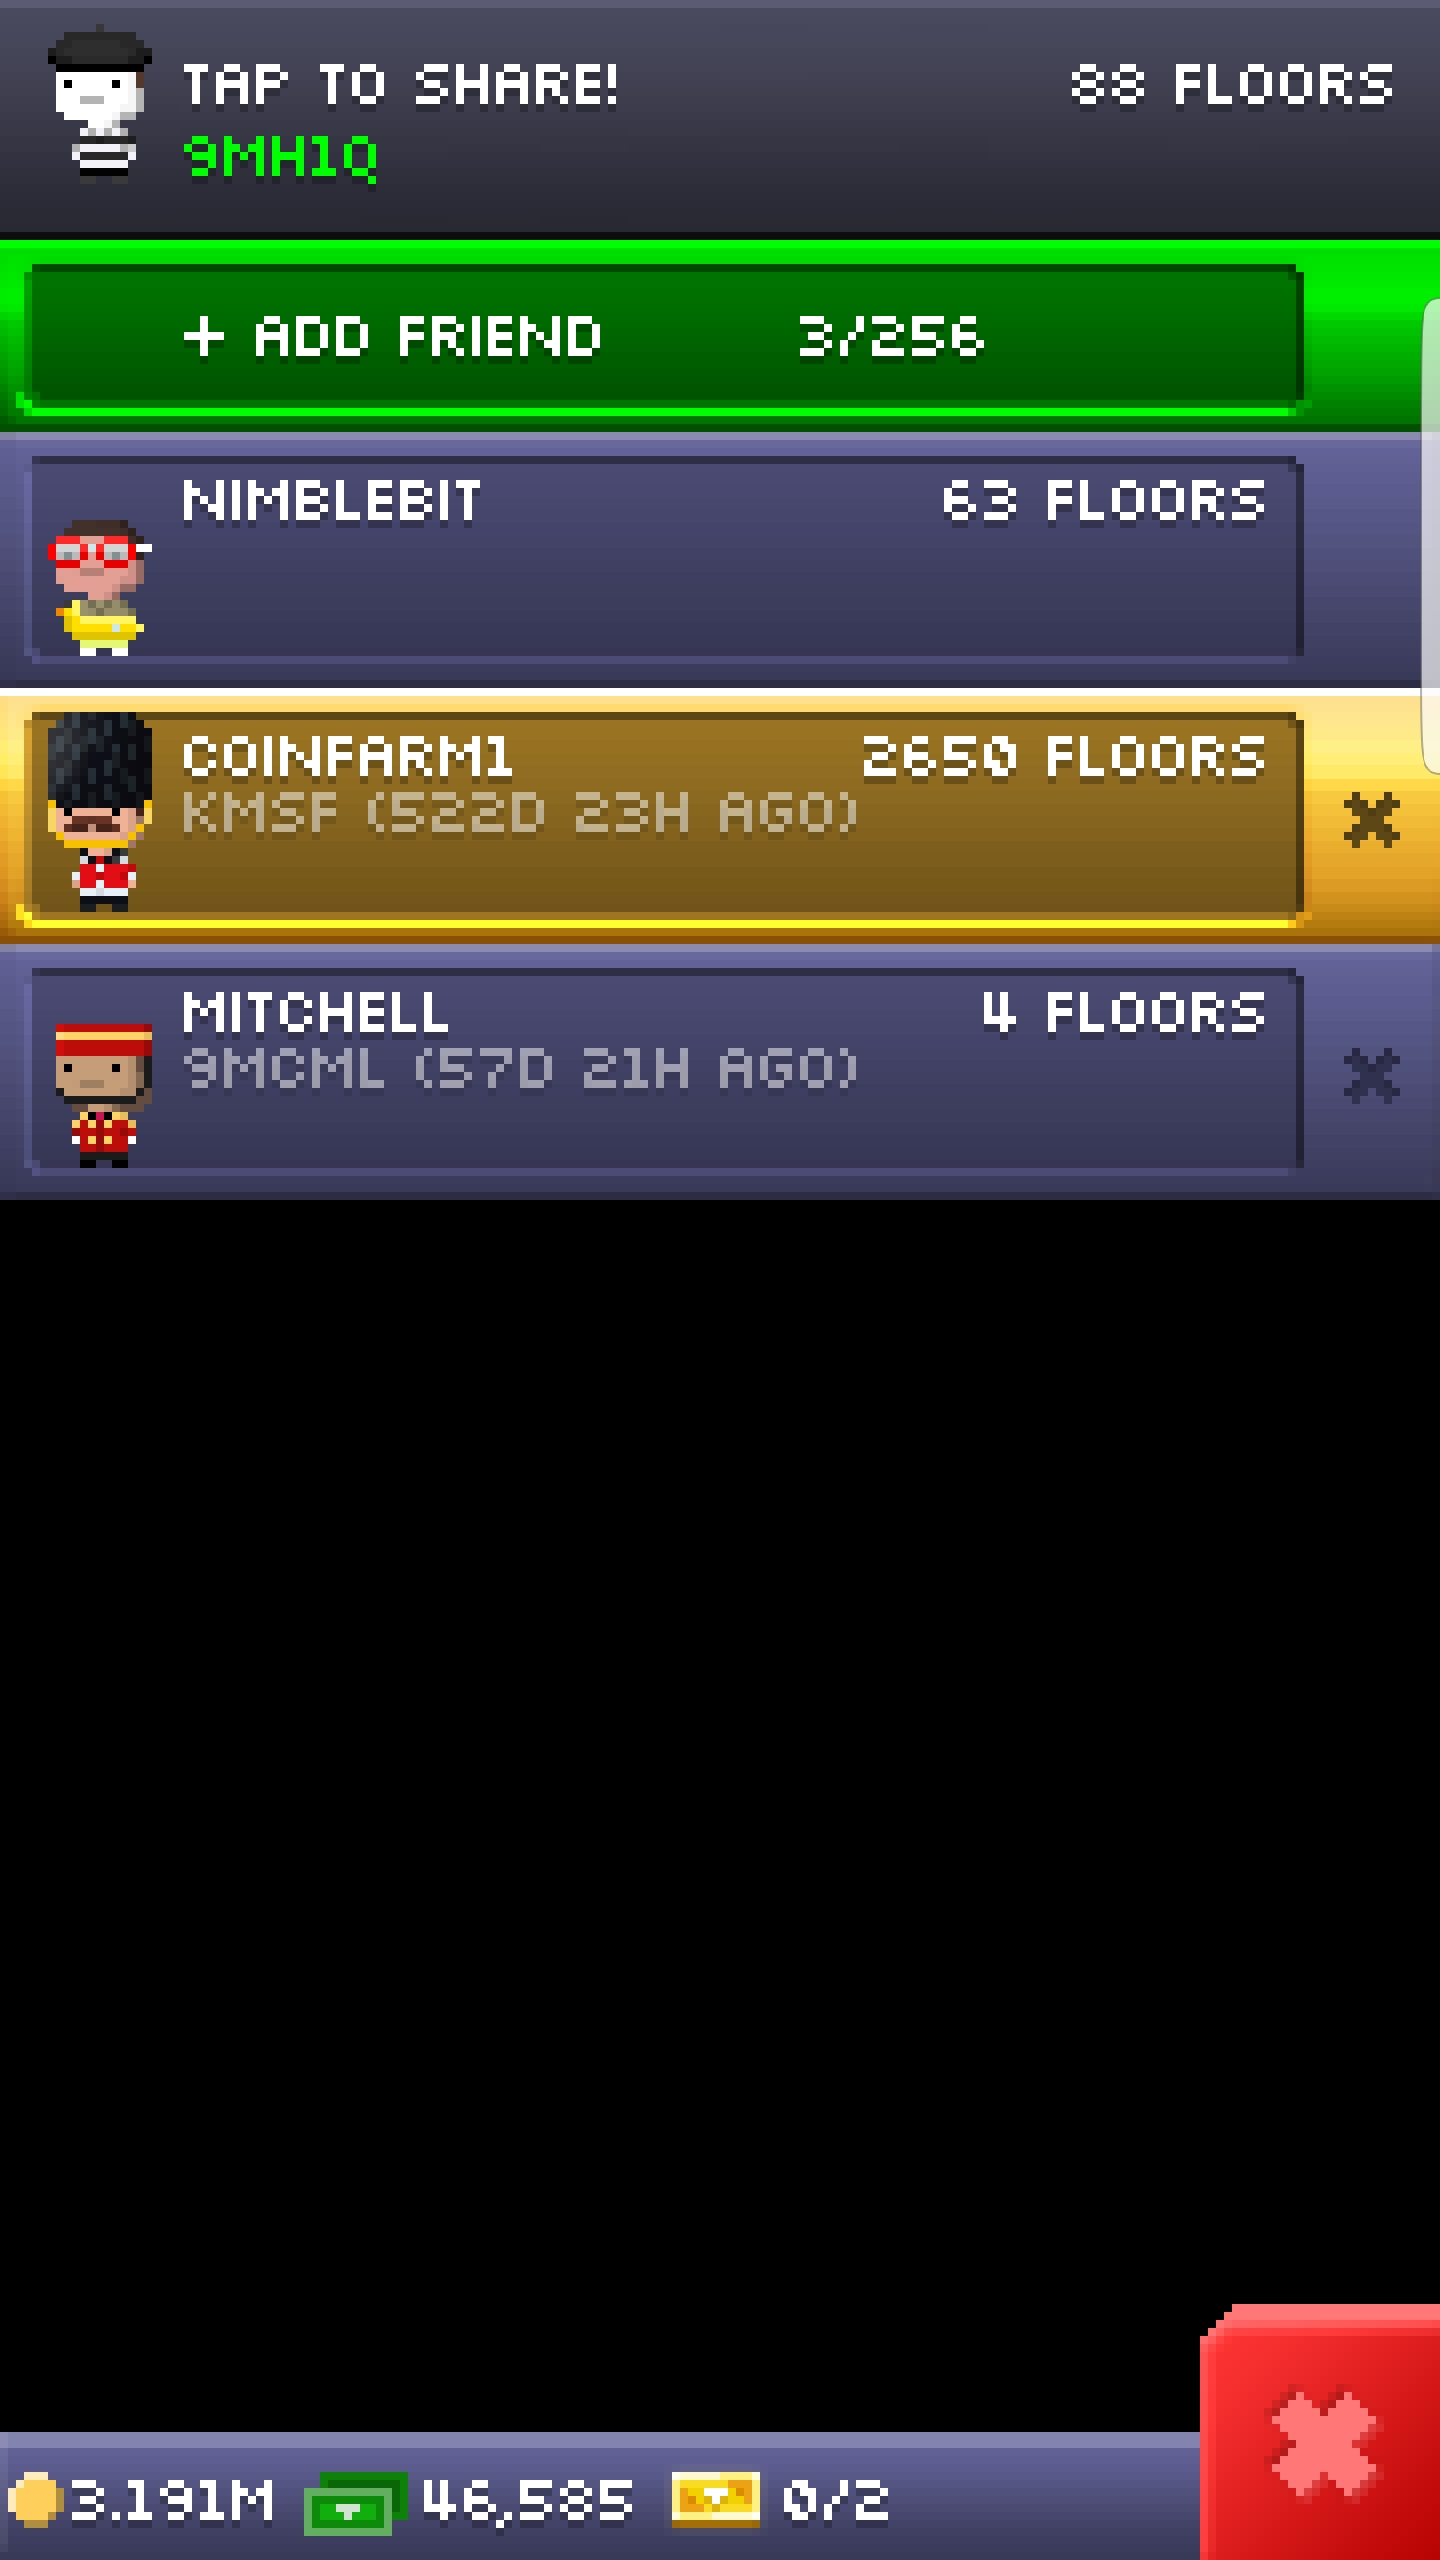 TAP TO SHARE! 88 FLOORS
9MH1Q
+ ADD FRIEND 3/256
NIMBLEBIT 63 FLOORS
COINFARM1 2650 FLOORS
KMSF (522D 23H AGO)
MITCHELL 4 FLOORS
9MCML (57D 21H AGO)
3.191M 46,585 0/2